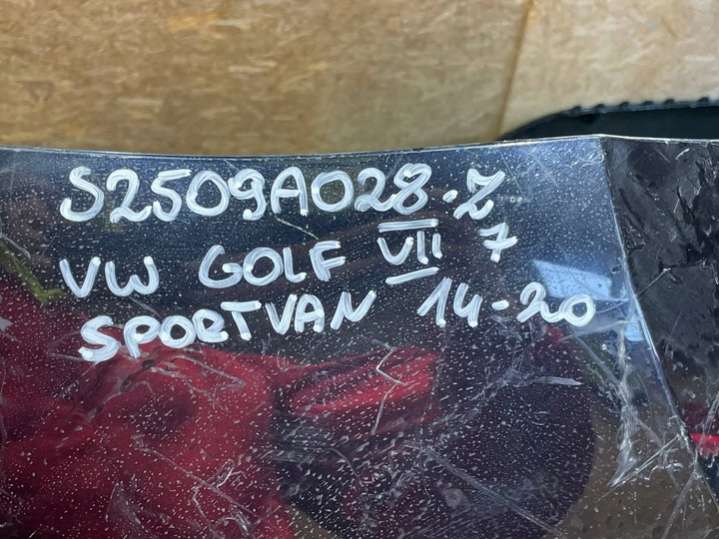 S2509A028-Z
VW GOLF VII 7
SPORTVAN 14-20